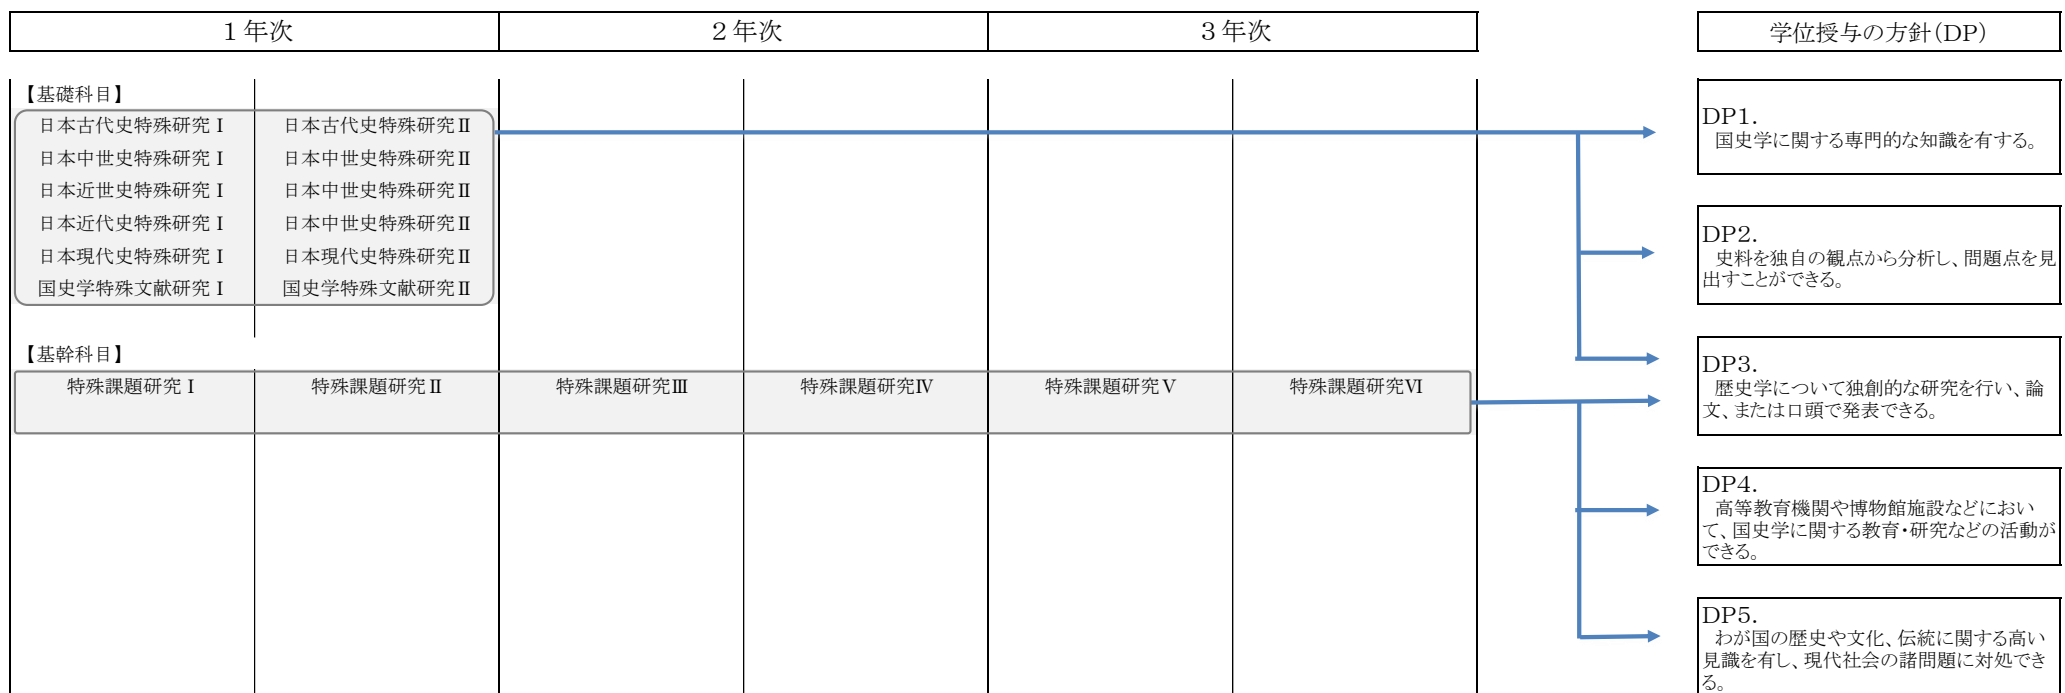 １年次
２年次
３年次
学位授与の方針（DP）
【基礎科目】
日本古代史特殊研究Ⅰ
日本古代史特殊研究Ⅱ
日本中世史特殊研究Ⅰ
日本中世史特殊研究Ⅱ
日本近世史特殊研究Ⅰ
日本中世史特殊研究Ⅱ
日本近代史特殊研究Ⅰ
日本中世史特殊研究Ⅱ
日本現代史特殊研究Ⅰ
日本現代史特殊研究Ⅱ
国史学特殊文献研究Ⅰ
国史学特殊文献研究Ⅱ
【基幹科目】
特殊課題研究Ⅰ
特殊課題研究Ⅱ
特殊課題研究Ⅲ
特殊課題研究Ⅳ
特殊課題研究Ⅴ
特殊課題研究Ⅵ
DP1.
国史学に関する専門的な知識を有する。
DP2.
史料を独自の観点から分析し、問題点を見
出すことができる。
DP3.
歴史学について独創的な研究を行い、論
文、または口頭で発表できる。
DP4.
高等教育機関や博物館施設などにおい
て、国史学に関する教育・研究などの活動が
できる。
DP5.
わが国の歴史や文化、伝統に関する高い
見識を有し、現代社会の諸問題に対処でき
る。